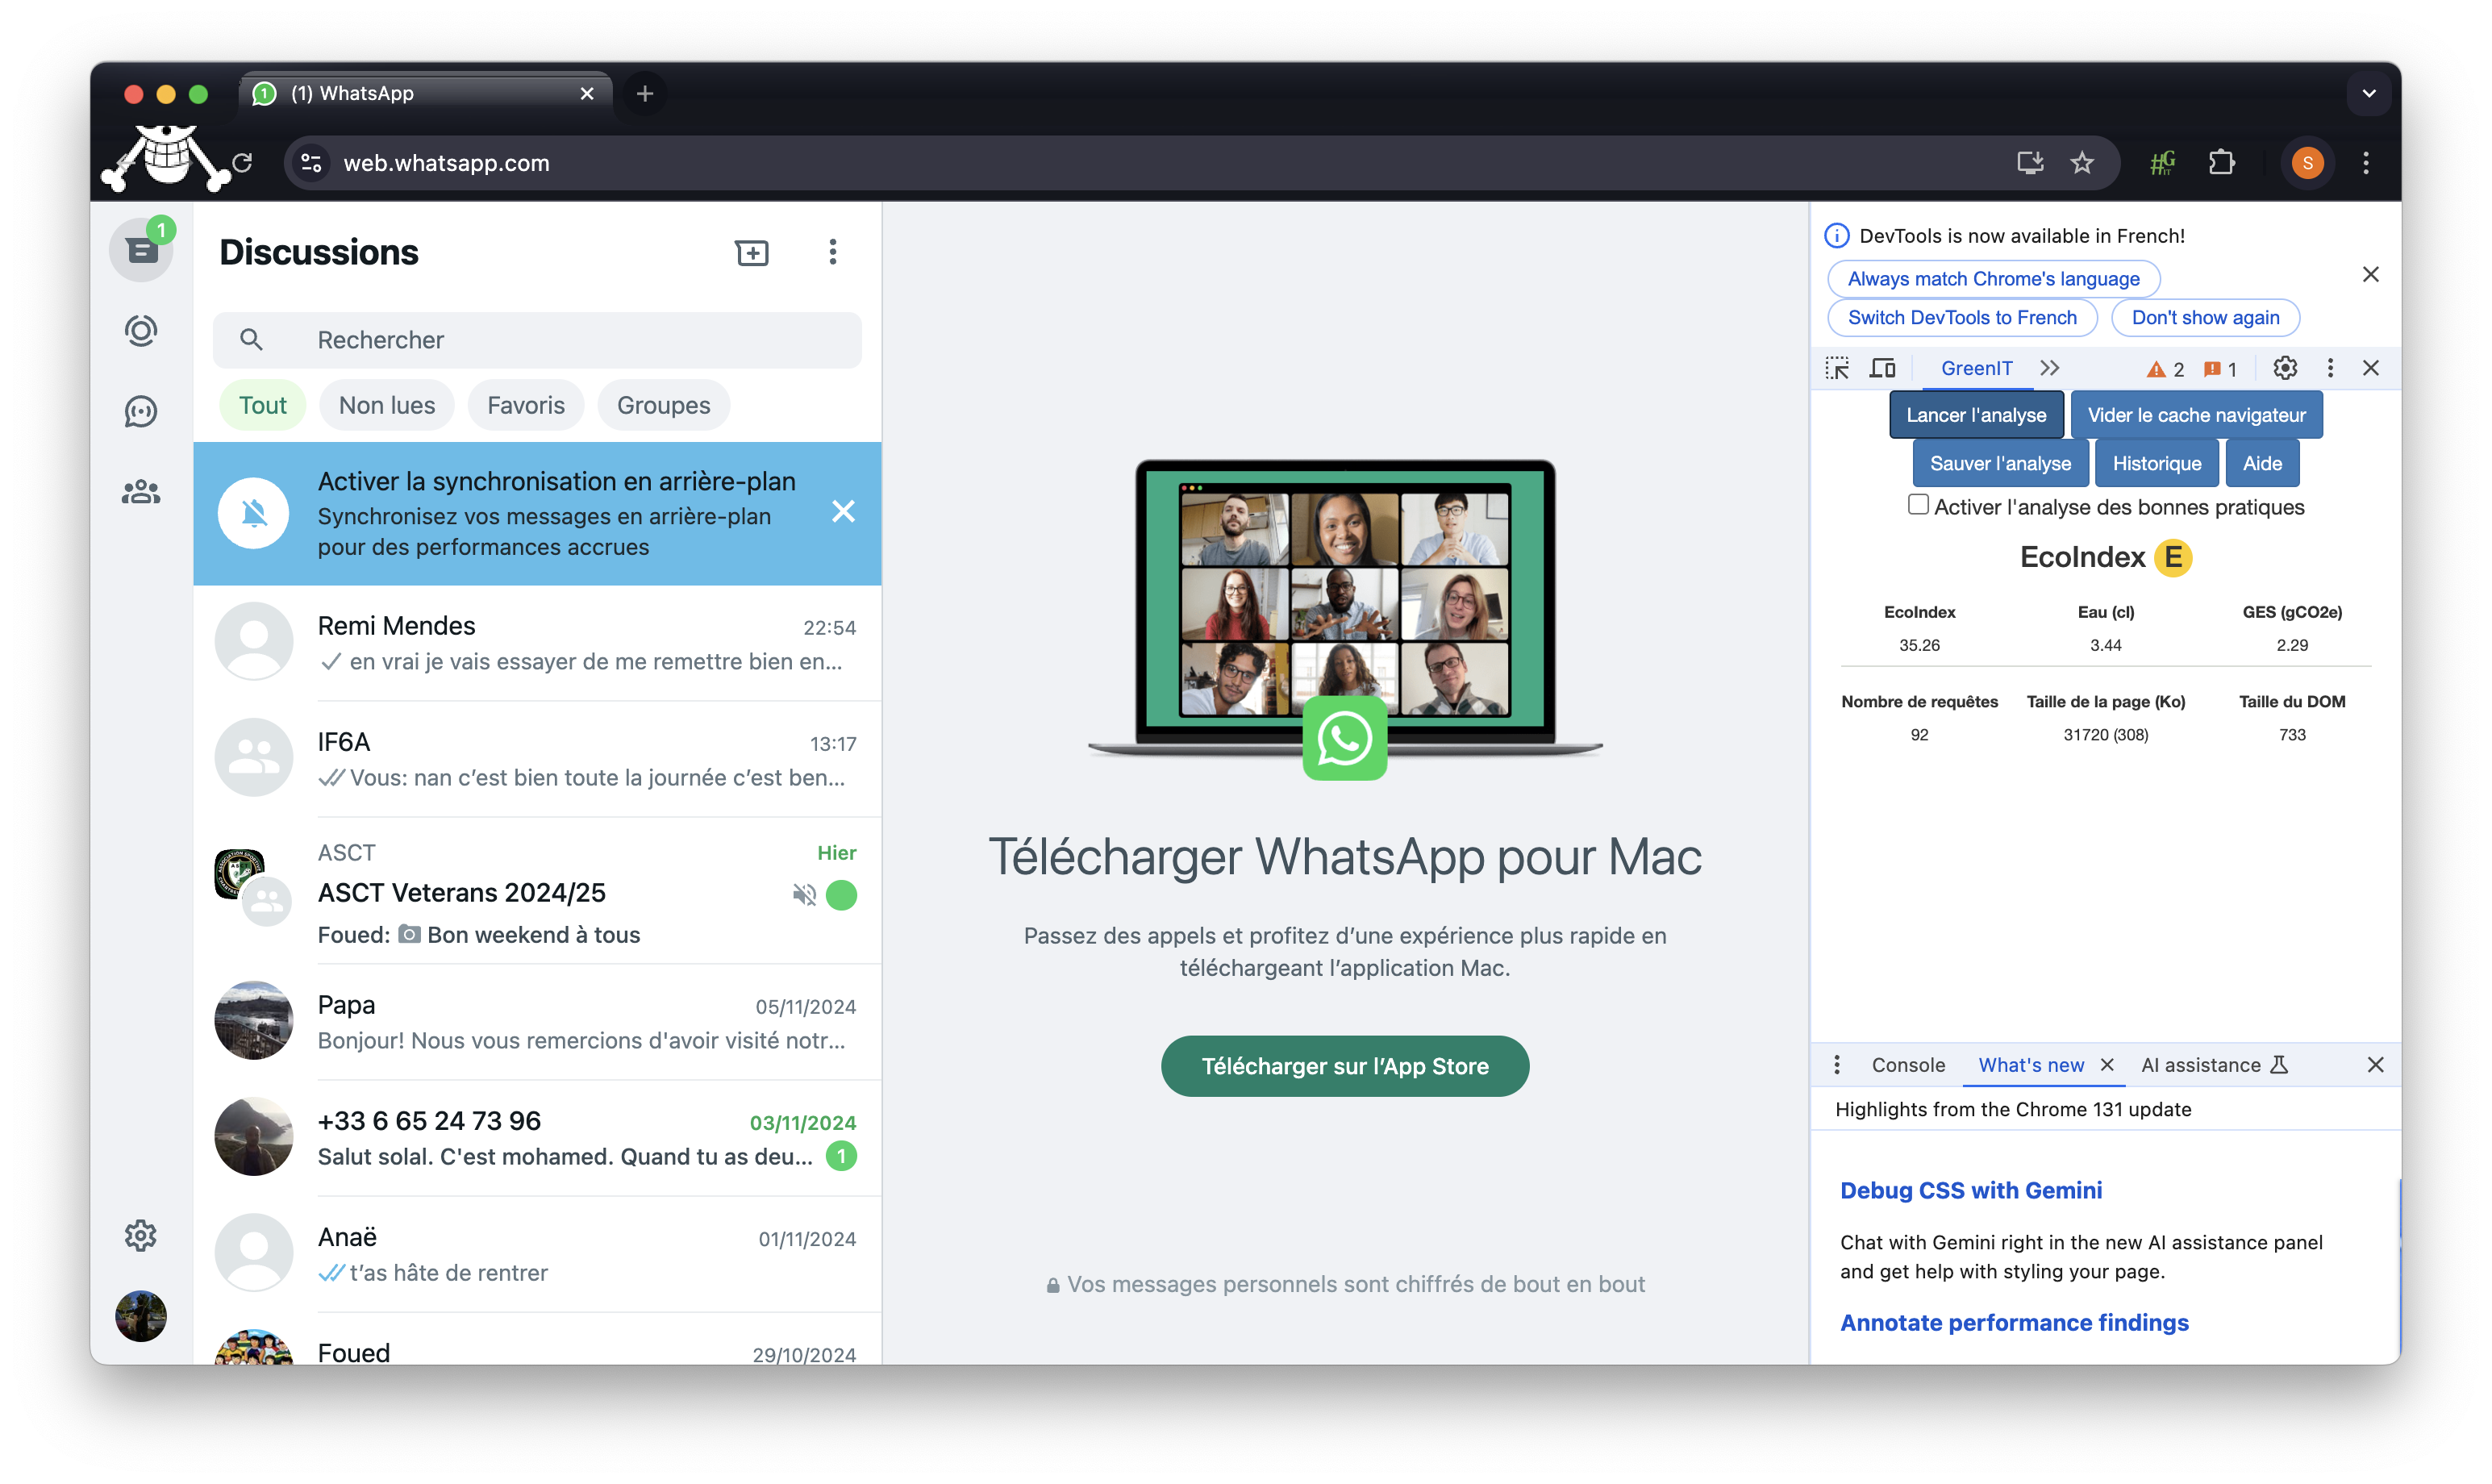 (1) WhatsApp
web.whatsapp.com
S
1
Discussions
Rechercher
Tout
Non lues
Favoris
Groupes
Activer la synchronisation en arrière-plan
Synchronisez vos messages en arrière-plan
pour des performances accrues
Remi Mendes
22:54
en vrai je vais essayer de me remettre bien en...
IF6A
13:17
Vous: nan c’est bien toute la journée c’est ben...
ASCT
Hier
ASCT Veterans 2024/25
Foued: Bon weekend à tous
Papa
05/11/2024
Bonjour! Nous vous remercions d'avoir visité notr...
+33 6 65 24 73 96
03/11/2024
Salut solal. C'est mohamed. Quand tu as deu...
1
Anaë
01/11/2024
t’as hâte de rentrer
Foued
29/10/2024
Télécharger WhatsApp pour Mac
Passez des appels et profitez d’une expérience plus rapide en
téléchargeant l’application Mac.
Télécharger sur l’App Store
Vos messages personnels sont chiffrés de bout en bout
DevTools is now available in French!
Always match Chrome's language
Switch DevTools to French
Don't show again
GreenIT
2
1
Lancer l'analyse
Vider le cache navigateur
Sauver l'analyse
Historique
Aide
Activer l'analyse des bonnes pratiques
EcoIndex E
EcoIndex
Eau (cl)
GES (gCO2e)
35.26
3.44
2.29
Nombre de requêtes
Taille de la page (Ko)
Taille du DOM
92
31720 (308)
733
Console
What's new
AI assistance
Highlights from the Chrome 131 update
Debug CSS with Gemini
Chat with Gemini right in the new AI assistance panel
and get help with styling your page.
Annotate performance findings